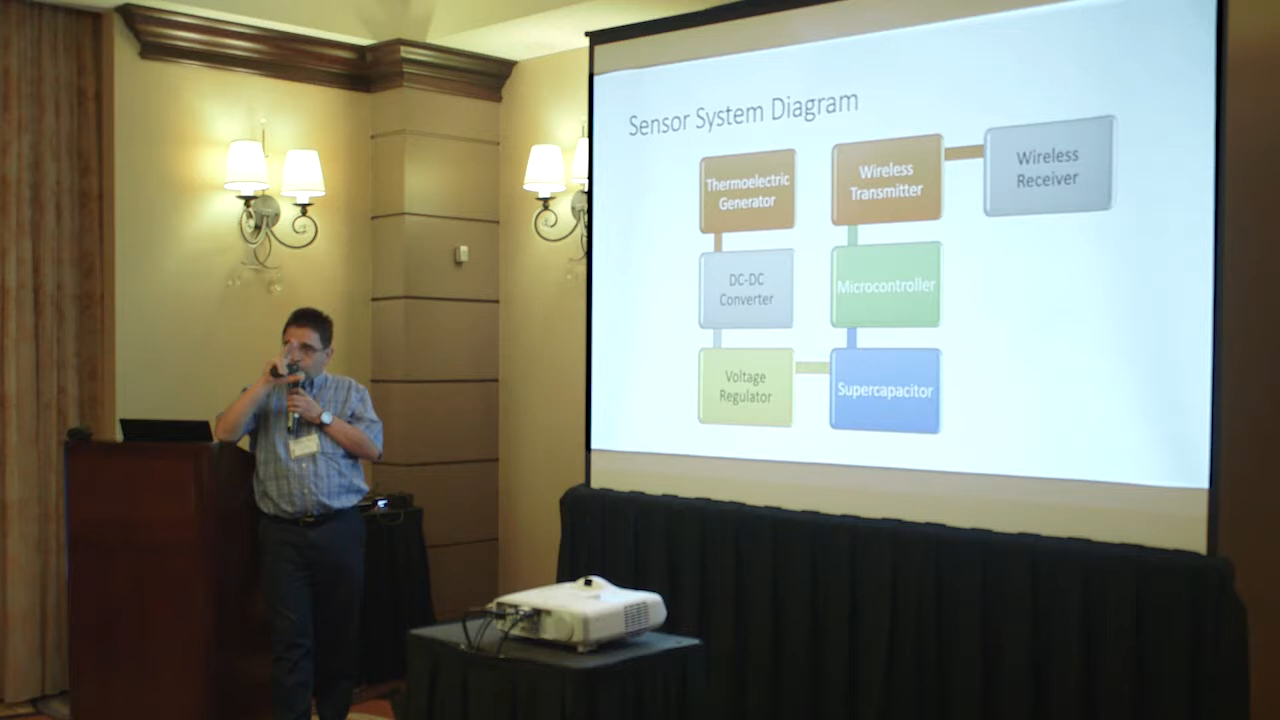 Sensor System Diagram
Thermoelectric
Generator
Wireless
Transmitter
Wireless
Receiver
DC-DC
Converter
Microcontroller
Voltage
Regulator
Supercapacitor